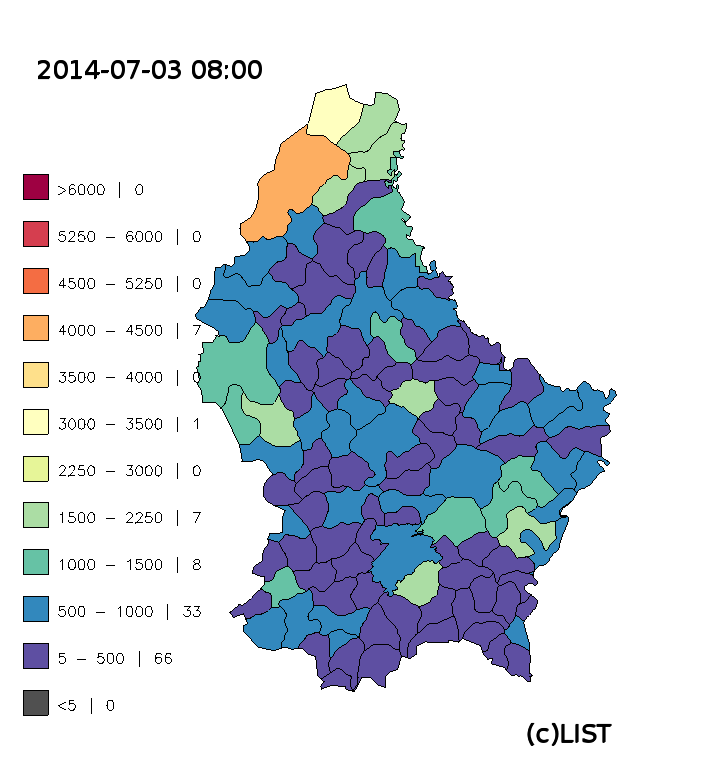 2014-07-03 08:00
>6000 | 0
5250 – 6000 | 0
4500 – 5250 | 0
4000 – 4500 | 7
3500 – 4000 | 0
3000 – 3500 | 1
2250 – 3000 | 0
1500 – 2250 | 7
1000 – 1500 | 8
500 – 1000 | 33
5 – 500 | 66
<5 | 0
(c)LIST